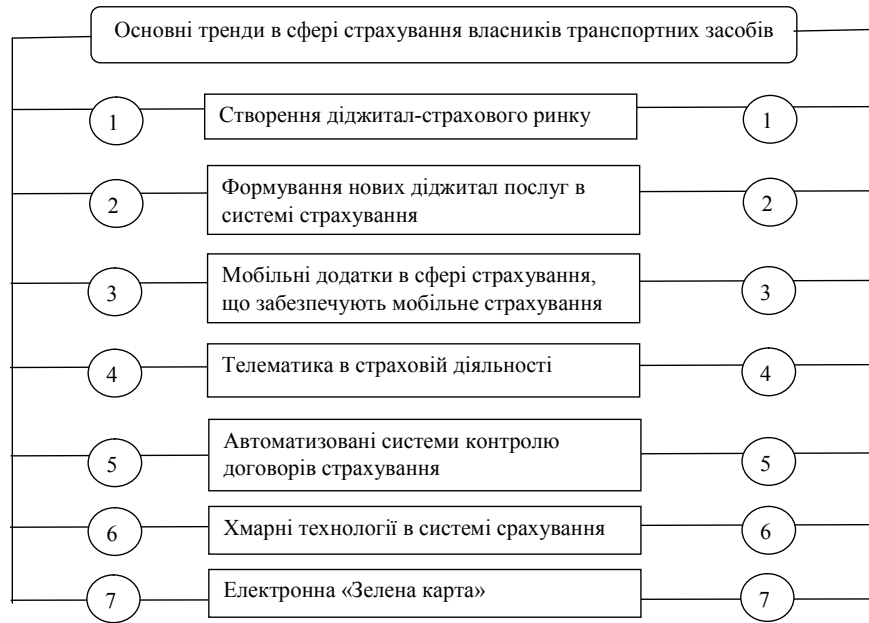 Основні тренди в сфері страхування власників транспортних засобів
1 Створення діджитал-страхового ринку 1
2 Формування нових діджитал послуг в 2
системі страхування
3 Мобільні додатки в сфері страхування, 3
що забезпечують мобільне страхування
4 Телематика в страховій діяльності 4
5 Автоматизовані системи контролю 5
договорів страхування
6 Хмарні технології в системі срахування 6
7 Електронна «Зелена карта» 7